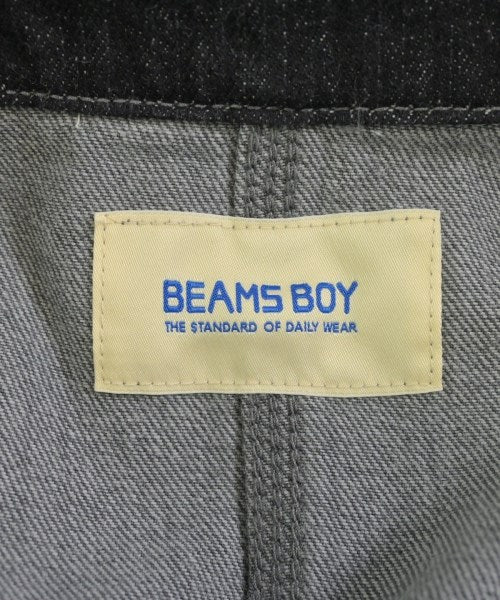 BEAMS BOY
THE STANDARD OF DAILY WEAR